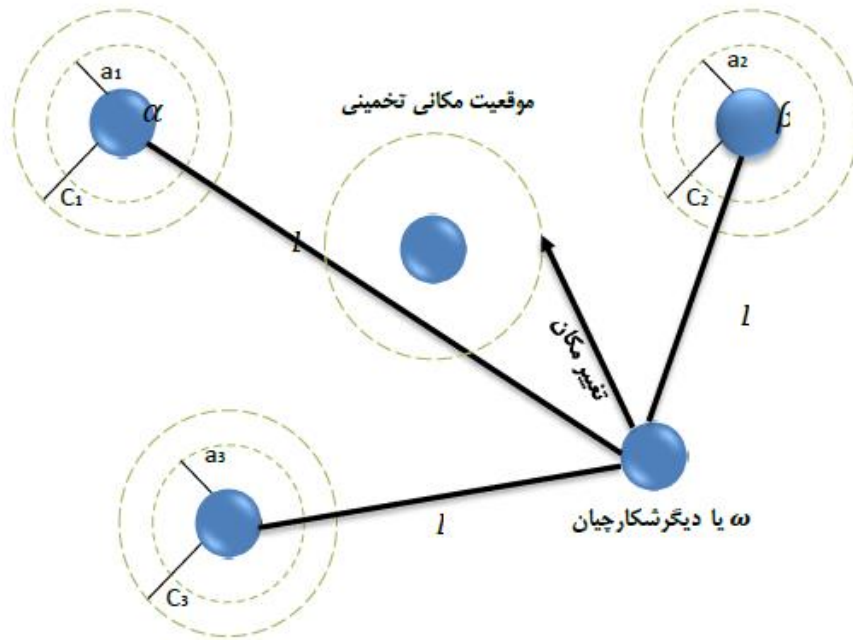 a₁
α
C₁
a₂
β
C₂
موقعیت مکانی تخمینی
l
l
تغییر مکان
a₃
C₃
l
ω یا دیگرشکارچیان